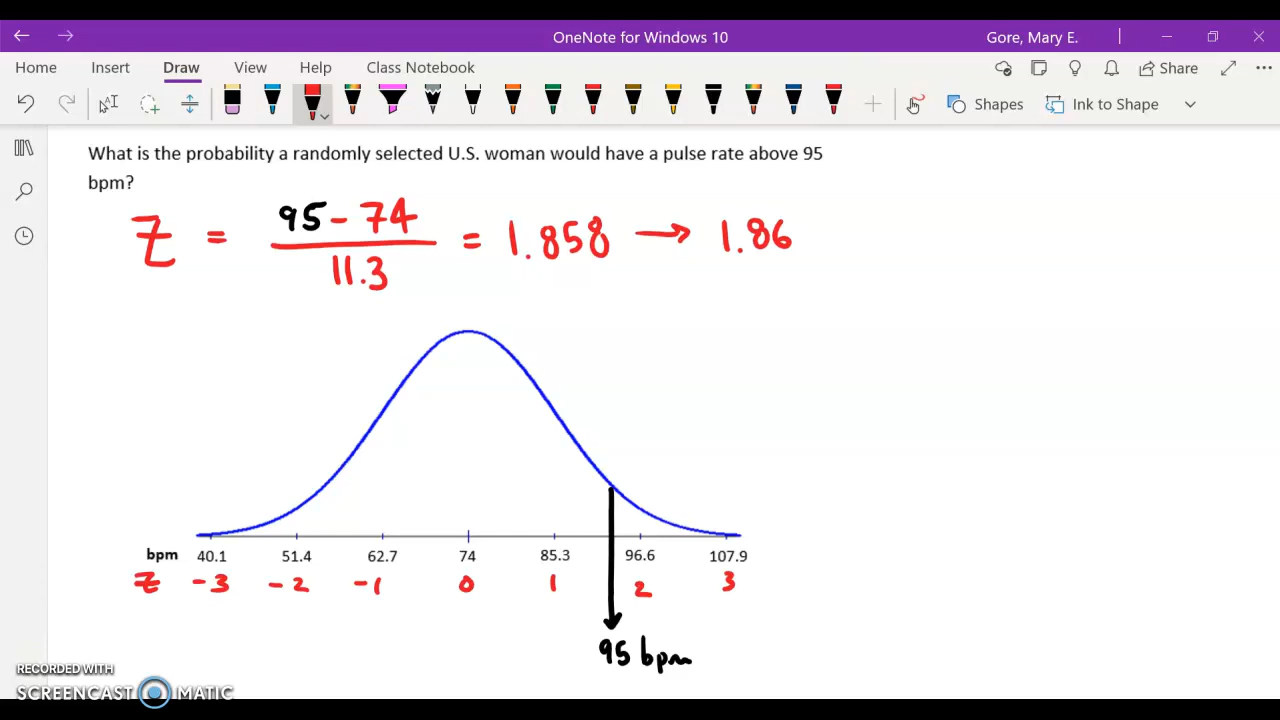 OneNote for Windows 10
Gore, Mary E.
Home Insert Draw View Help Class Notebook Share
Shapes Ink to Shape
What is the probability a randomly selected U.S. woman would have a pulse rate above 95
bpm?
Z = 95 - 74 / 11.3 = 1.858 → 1.86
bpm 40.1 51.4 62.7 74 85.3 96.6 107.9
Z -3 -2 -1 0 1 2 3
95 bpm
RECORDED WITH
SCREENCAST MATIC